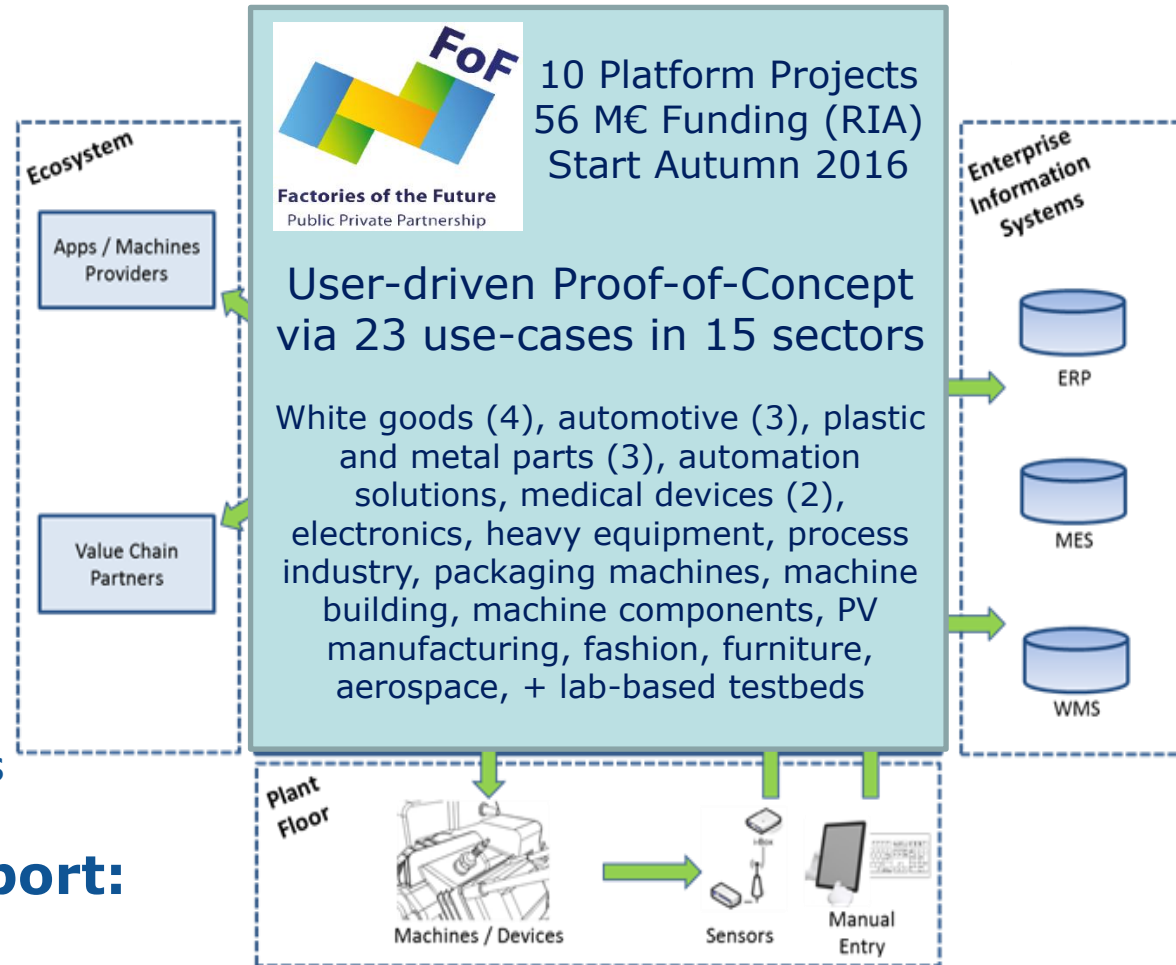 FoF
Factories of the Future
Public Private Partnership
10 Platform Projects
56 M€ Funding (RIA)
Start Autumn 2016
User-driven Proof-of-Concept
via 23 use-cases in 15 sectors
White goods (4), automotive (3), plastic
and metal parts (3), automation
solutions, medical devices (2),
electronics, heavy equipment, process
industry, packaging machines, machine
building, machine components, PV
manufacturing, fashion, furniture,
aerospace, + lab-based testbeds
Ecosystem
Apps / Machines
Providers
Value Chain
Partners
Enterprise
Information
Systems
ERP
MES
WMS
Plant
Floor
Machines / Devices
i-Box
Sensors
Manual
Entry
s
port: